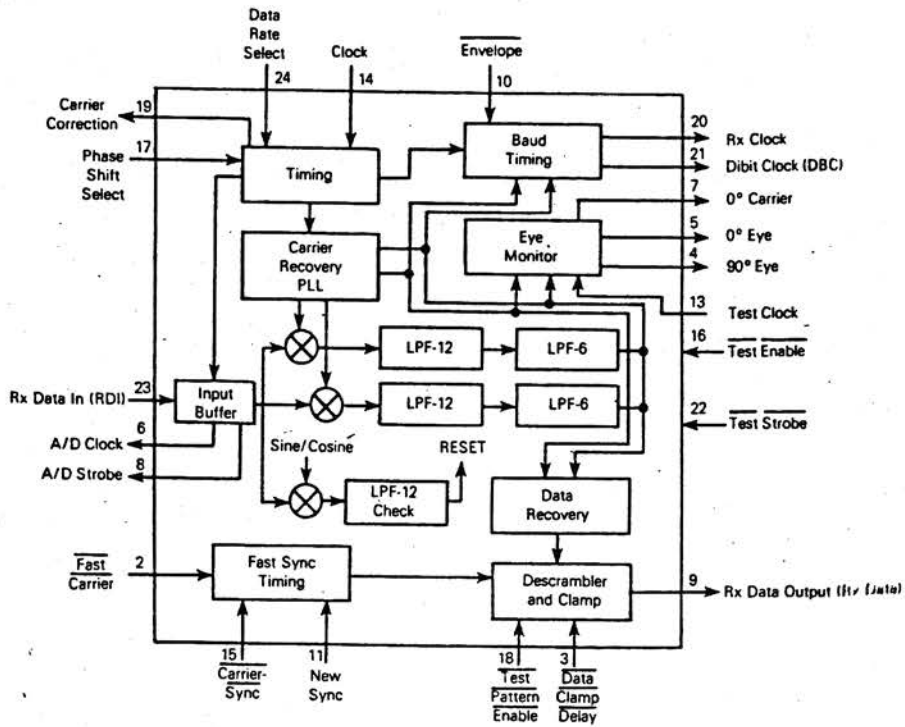 Data
Rate
Select
Clock
Envelope
24
14
10
19
Carrier
Correction
17
Phase
Shift
Select
Timing
Baud
Timing
20
Rx Clock
21
Dibit Clock (DBC)
7
0° Carrier
5
0° Eye
4
90° Eye
Carrier
Recovery
PLL
Eye
Monitor
13
Test Clock
16
Test Enable
LPF-12
LPF-6
LPF-12
LPF-6
23
Rx Data In (RDI)
Input
Buffer
22
Test Strobe
6
A/D Clock
8
A/D Strobe
Sine/Cosine
RESET
LPF-12
Check
Data
Recovery
2
Fast
Carrier
Fast Sync
Timing
Descrambler
and Clamp
9
Rx Data Output
15
Carrier-
Sync
11
New
Sync
18
Test
Pattern
Enable
3
Data
Clamp
Delay